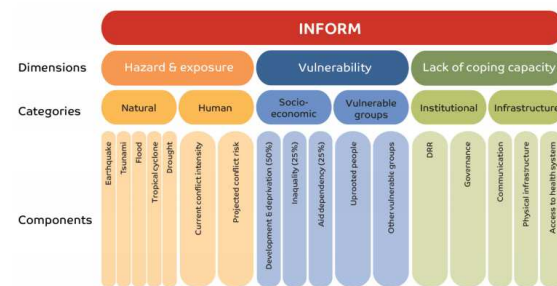 INFORM
Dimensions
Hazard & exposure
Vulnerability
Lack of coping capacity
Categories
Natural
Human
Socio-
economic
Vulnerable
groups
Institutional
Infrastructure
Components
Earthquake
Tsunami
Flood
Tropical cyclone
Drought
Current conflict intensity
Projected conflict risk
Development & deprivation (50%)
Inaquality (25%)
Aid dependency (25%)
Uprooted people
Other vulnerable groups
DRR
Governance
Communication
Physical infrastructure
Access to health system